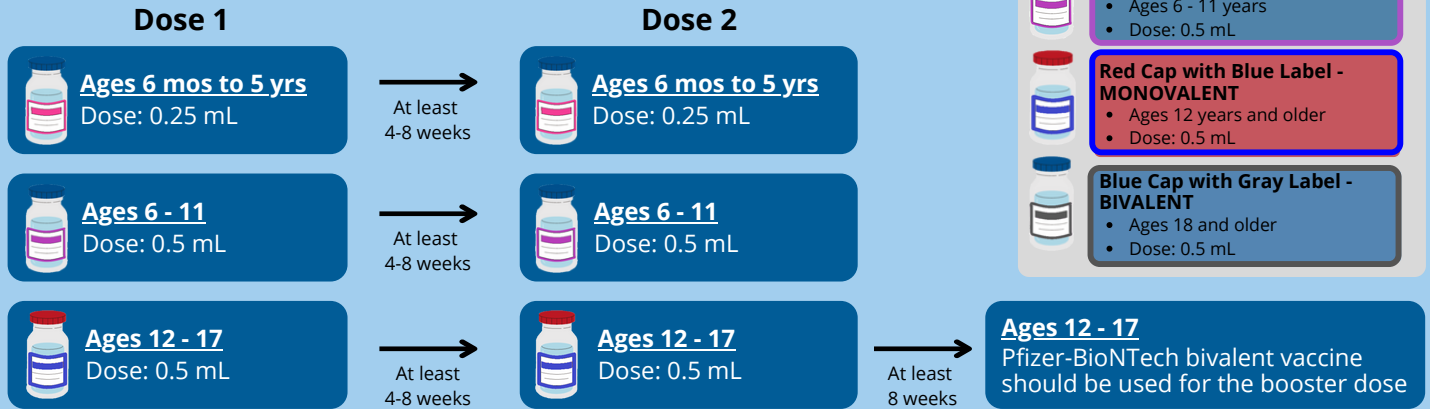 Dose 1
Dose 2
Ages 6 mos to 5 yrs
Dose: 0.25 mL
At least
4-8 weeks
Ages 6 mos to 5 yrs
Dose: 0.25 mL
Ages 6 - 11
Dose: 0.5 mL
At least
4-8 weeks
Ages 6 - 11
Dose: 0.5 mL
Ages 12 - 17
Dose: 0.5 mL
At least
4-8 weeks
Ages 12 - 17
Dose: 0.5 mL
At least
8 weeks
Ages 12 - 17
Pfizer-BioNTech bivalent vaccine
should be used for the booster dose
• Ages 6 - 11 years
• Dose: 0.5 mL
Red Cap with Blue Label -
MONOVALENT
• Ages 12 years and older
• Dose: 0.5 mL
Blue Cap with Gray Label -
BIVALENT
• Ages 18 and older
• Dose: 0.5 mL